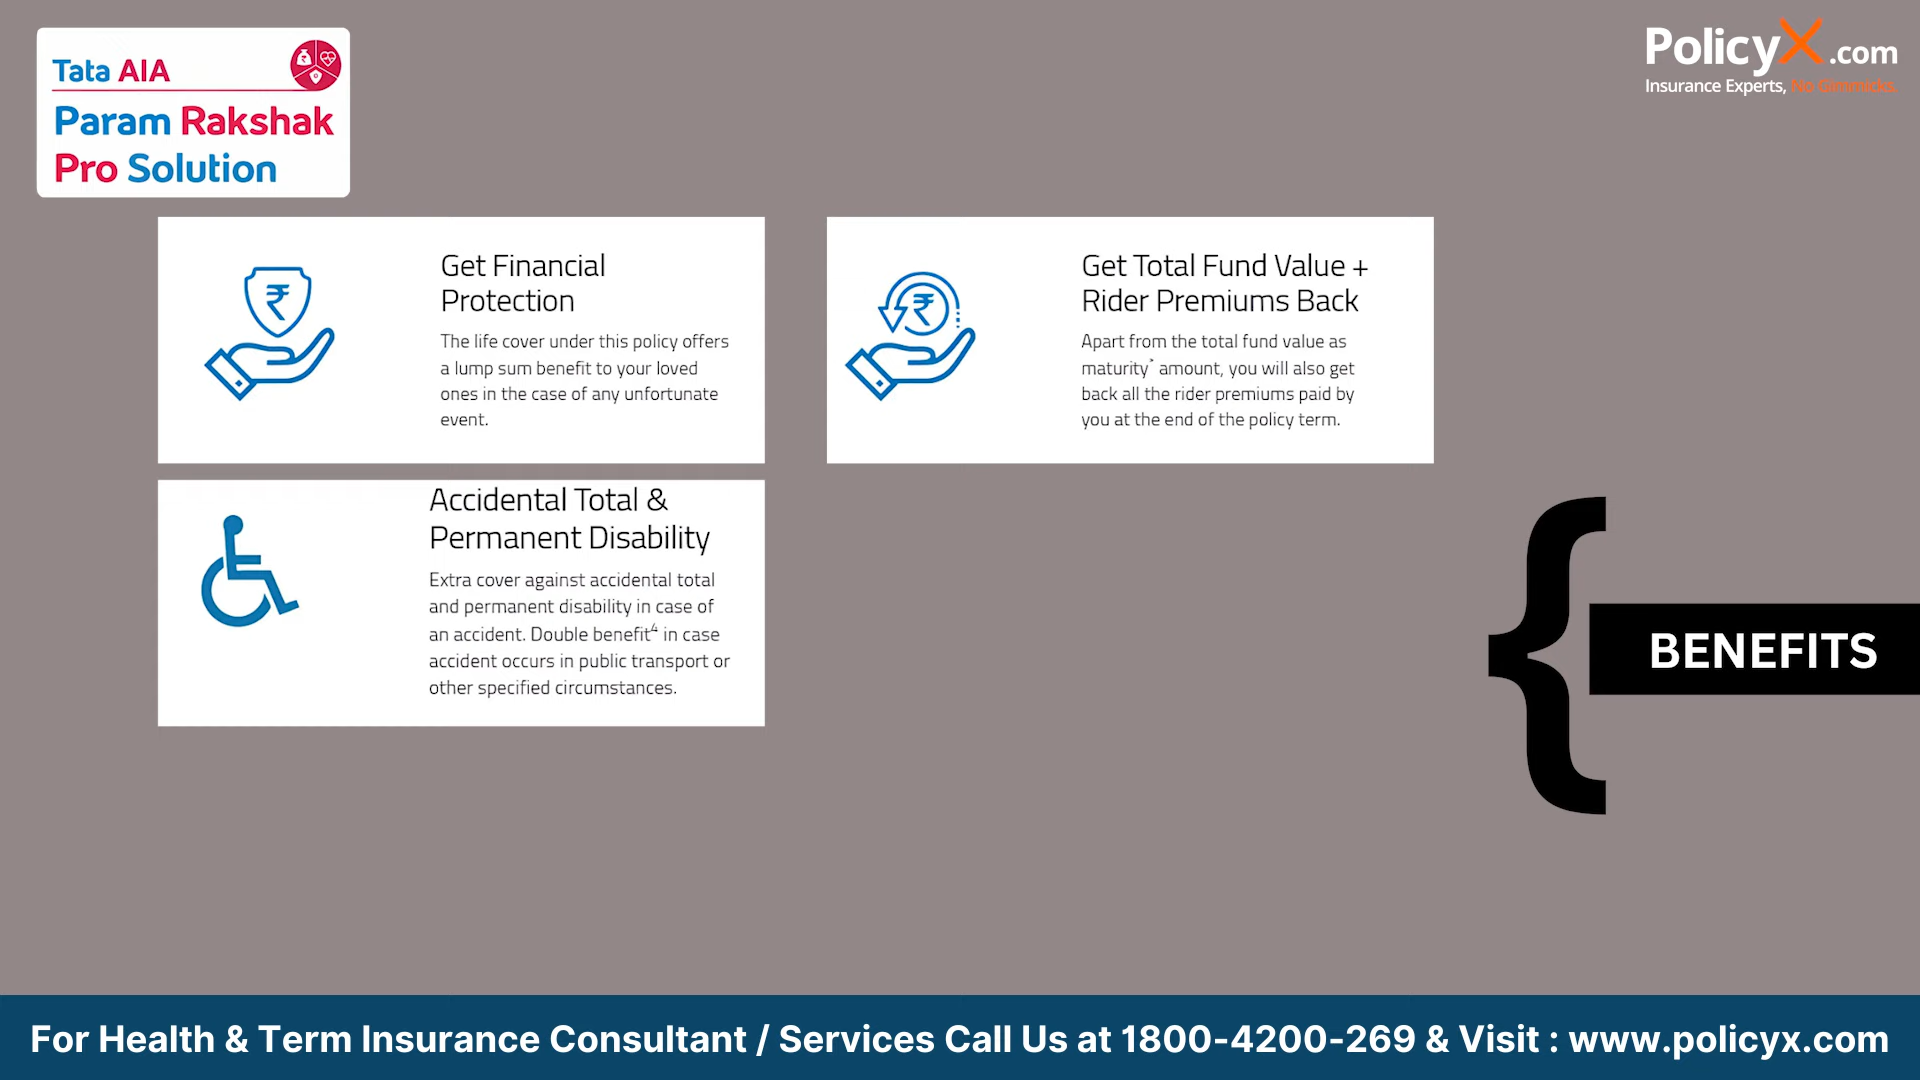 Tata AIA
Param Rakshak
Pro Solution
PolicyX.com
Insurance Experts, No Gimmicks.
Get Financial
Protection
The life cover under this policy offers
a lump sum benefit to your loved
ones in the case of any unfortunate
event.
Get Total Fund Value +
Rider Premiums Back
Apart from the total fund value as
maturity* amount, you will also get
back all the rider premiums paid by
you at the end of the policy term.
Accidental Total &
Permanent Disability
Extra cover against accidental total
and permanent disability in case of
an accident. Double benefit⁴ in case
accident occurs in public transport or
other specified circumstances.
BENEFITS
For Health & Term Insurance Consultant / Services Call Us at 1800-4200-269 & Visit : www.policyx.com